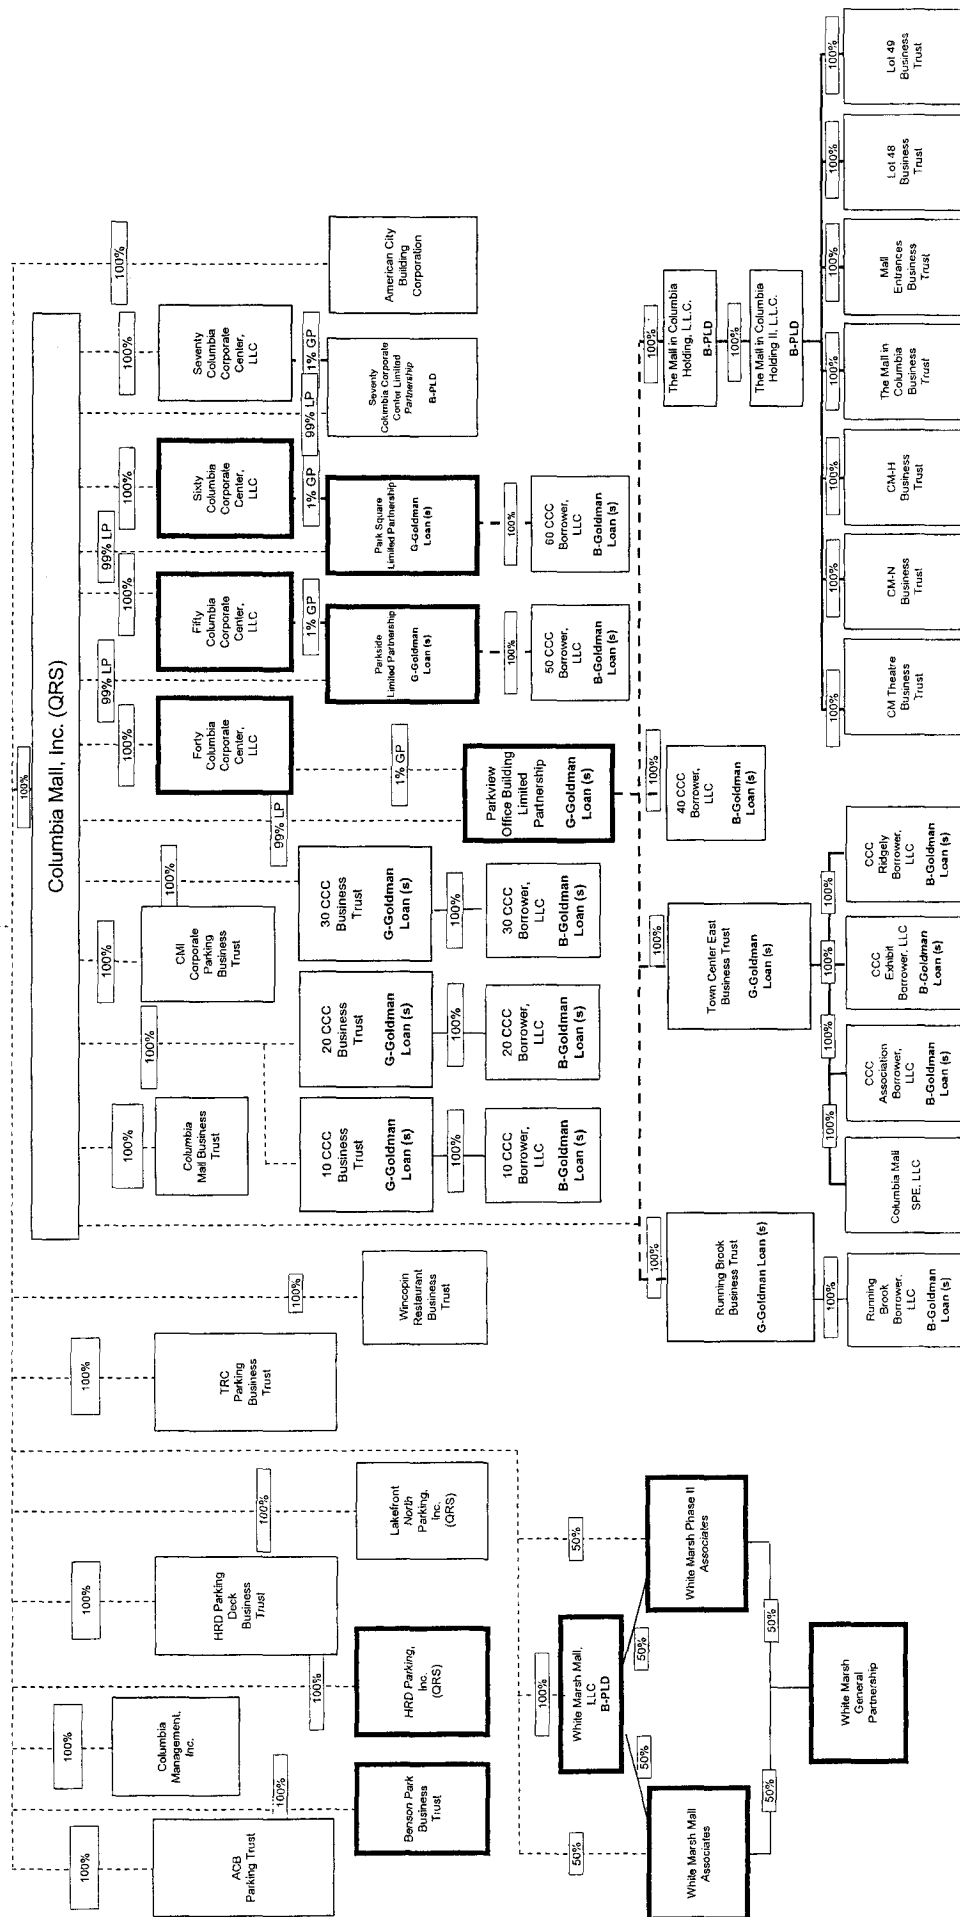 100%
Columbia Mall, Inc. (QRS)
100%
ACB
Parking Trust
100%
Columbia
Management,
Inc.
100%
HRD Parking
Deck
Business
Trust
100%
TRC
Parking
Business
Trust
100%
Benson Park
Business
Trust
100%
HRD Parking,
Inc.
(QRS)
100%
Lakefront
North
Parking,
Inc.
(QRS)
100%
Wincopin
Restaurant
Business
Trust
100%
White Marsh Mall,
LLC
B-PLD
50%
50%
50%
50%
White Marsh Mall
Associates
White Marsh Phase II
Associates
50%
50%
White Marsh
General
Partnership
100%
Columbia
Mall Business
Trust
100%
100%
CMI
Corporate
Parking
Business
Trust
100%
10 CCC
Business
Trust
G-Goldman
Loan (s)
20 CCC
Business
Trust
G-Goldman
Loan (s)
30 CCC
Business
Trust
G-Goldman
Loan (s)
100%
100%
100%
10 CCC
Borrower,
LLC
B-Goldman
Loan (s)
20 CCC
Borrower,
LLC
B-Goldman
Loan (s)
30 CCC
Borrower,
LLC
B-Goldman
Loan (s)
99% LP
100%
99% LP
100%
99% LP
100%
100%
100%
Forty
Columbia
Corporate
Center,
LLC
Fifty
Columbia
Corporate
Center,
LLC
Sixty
Columbia
Corporate
Center,
LLC
Seventy
Columbia
Corporate
Center,
LLC
1% GP
1% GP
1% GP
99% LP
1% GP
Parkview
Office Building
Limited
Partnership
G-Goldman
Loan (s)
Parkside
Limited Partnership
G-Goldman
Loan (s)
Park Square
Limited Partnership
G-Goldman
Loan (s)
Seventy
Columbia Corporate
Center Limited
Partnership
B-PLD
American City
Building
Corporation
100%
100%
100%
40 CCC
Borrower,
LLC
B-Goldman
Loan (s)
50 CCC
Borrower,
LLC
B-Goldman
Loan (s)
60 CCC
Borrower,
LLC
B-Goldman
Loan (s)
100%
Running Brook
Business Trust
G-Goldman Loan (s)
100%
Running
Brook
Borrower,
LLC
B-Goldman
Loan (s)
100%
Town Center East
Business Trust
G-Goldman
Loan (s)
100%
100%
100%
100%
Columbia Mall
SPE, LLC
CCC
Association
Borrower,
LLC
B-Goldman
Loan (s)
CCC
Exhibit
Borrower, LLC
B-Goldman
Loan (s)
CCC
Ridgely
Borrower,
LLC
B-Goldman
Loan (s)
100%
The Mall in Columbia
Holding, L.L.C.
B-PLD
100%
The Mall in Columbia
Holding II, L.L.C.
B-PLD
100%
100%
100%
100%
100%
100%
100%
CM Theatre
Business
Trust
CM-N
Business
Trust
CM-H
Business
Trust
The Mall in
Columbia
Business
Trust
Mall
Entrances
Business
Trust
Lot 48
Business
Trust
Lot 49
Business
Trust